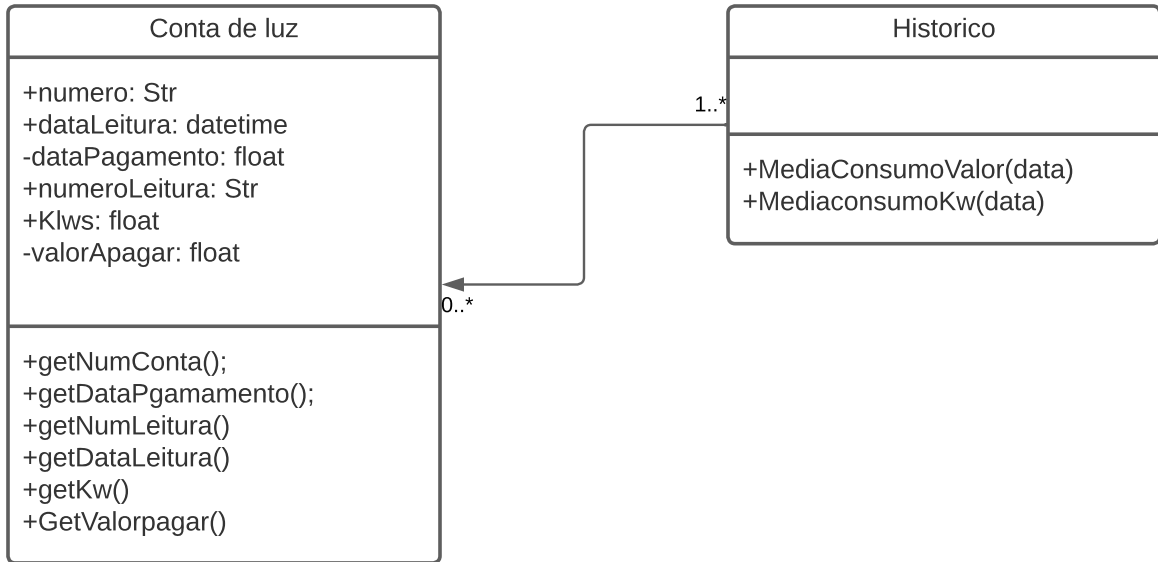 Conta de luz
+numero: Str
+dataLeitura: datetime
-dataPagamento: float
+numeroLeitura: Str
+Klws: float
-valorApagar: float
+getNumConta();
+getDataPgamamento();
+getNumLeitura()
+getDataLeitura()
+getKw()
+GetValorpagar()
0..*
1..*
Historico
+MediaConsumoValor(data)
+MediaconsumoKw(data)